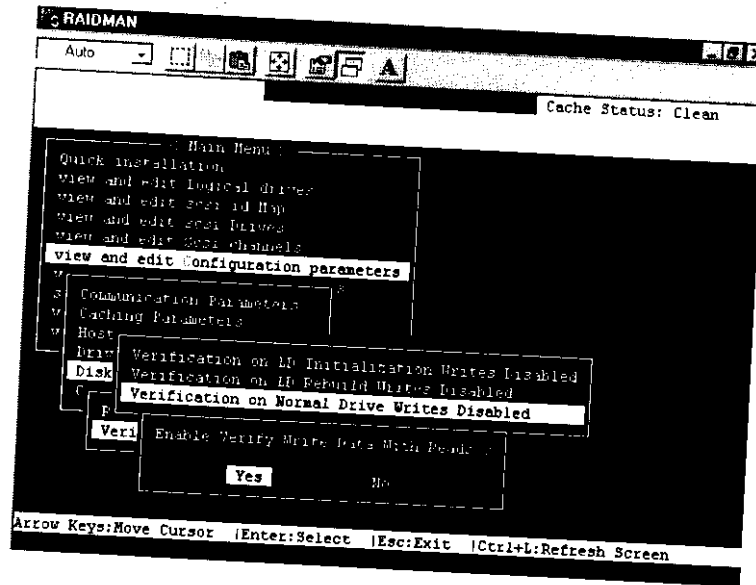 RAIDMAN
Auto
A
Cache Status: Clean
Main Menu
Quick installation
view and edit Logical drives
view and edit scsi id Map
view and edit scsi Drives
view and edit Scsi channels
view and edit Configuration parameters
v s
s
v
v
Communication Parameters
Caching Parameters
Host
Driv
Disk
C
Verification on LD Initialization Writes Disabled
Verification on LD Rebuild Writes Disabled
Verification on Normal Drive Writes Disabled
R
Veri
Enable Verify Write Data With Reads ?
Yes No
Arrow Keys:Move Cursor |Enter:Select |Esc:Exit |Ctrl+L:Refresh Screen